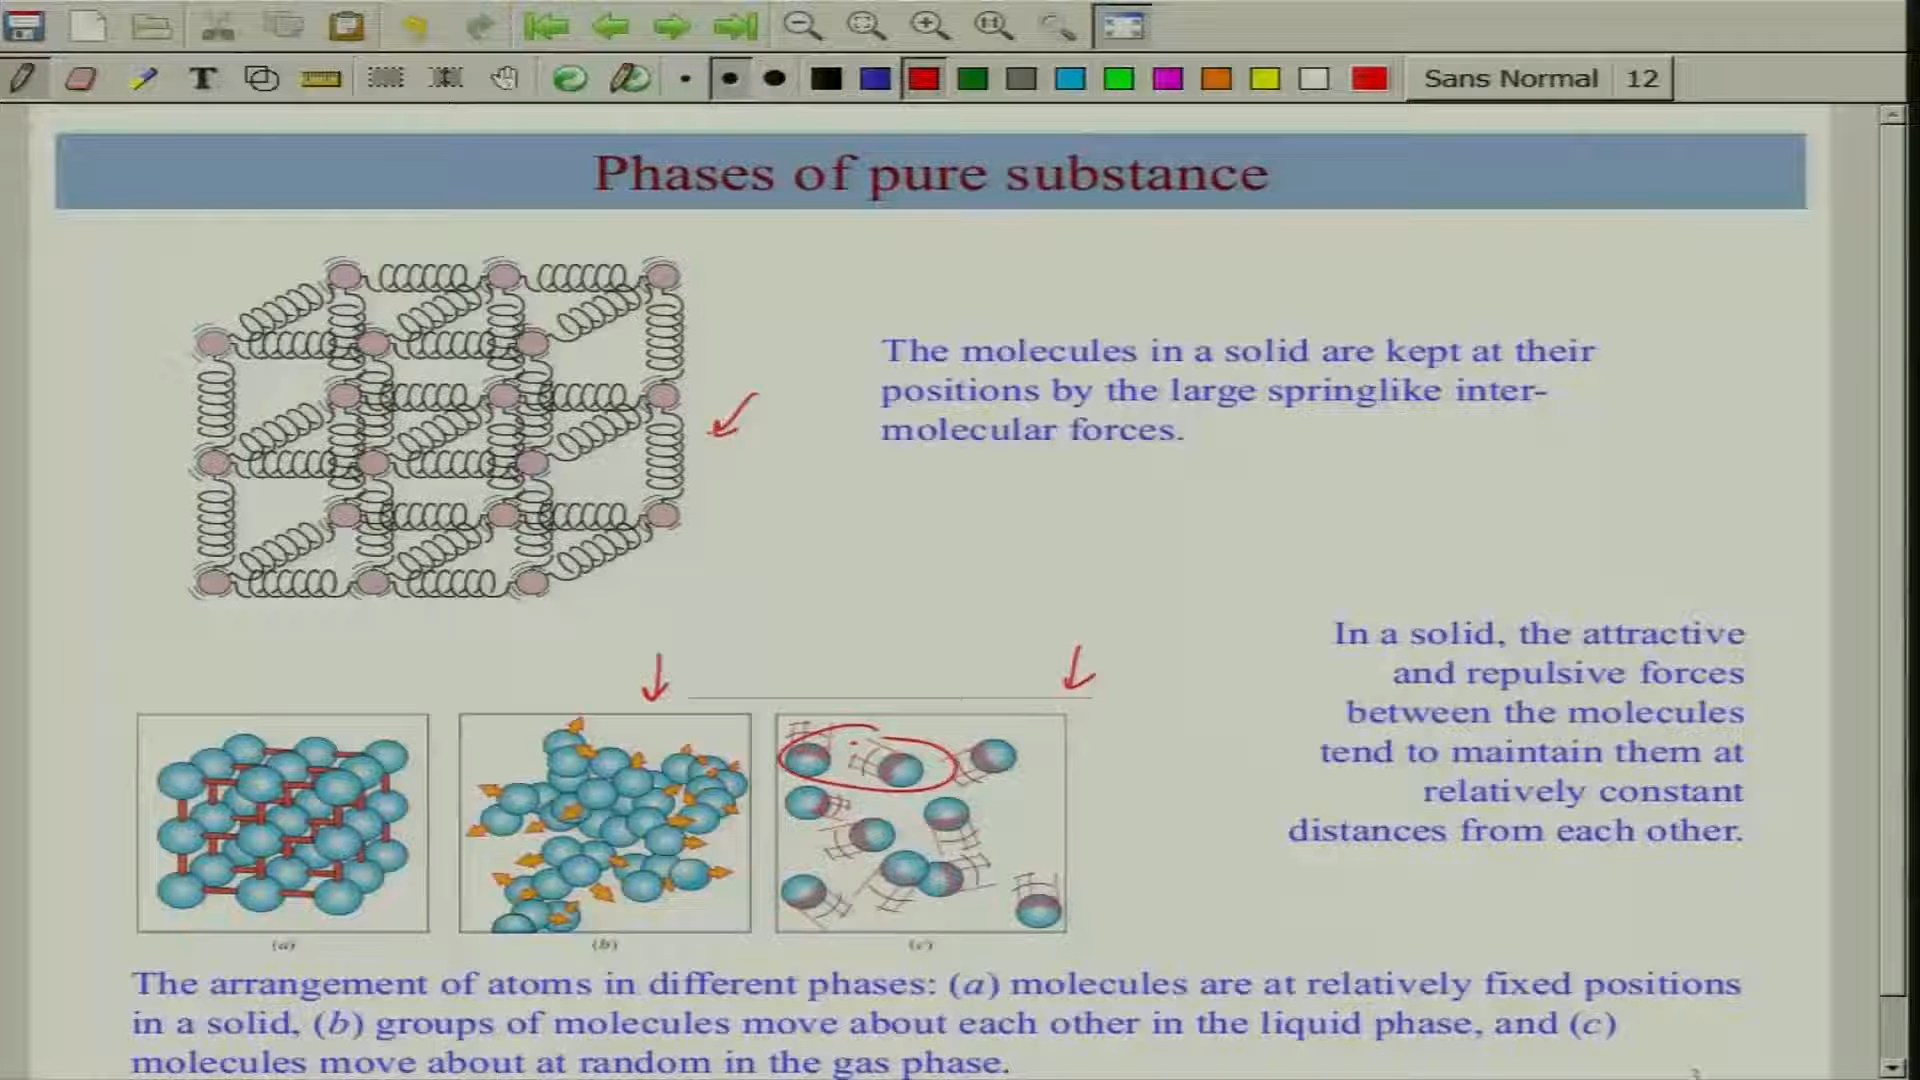 T
Sans Normal 12
Phases of pure substance
The molecules in a solid are kept at their
positions by the large springlike inter-
molecular forces.
In a solid, the attractive
and repulsive forces
between the molecules
tend to maintain them at
relatively constant
distances from each other.
(a) (b) (c)
The arrangement of atoms in different phases: (a) molecules are at relatively fixed positions
in a solid, (b) groups of molecules move about each other in the liquid phase, and (c)
molecules move about at random in the gas phase.
3